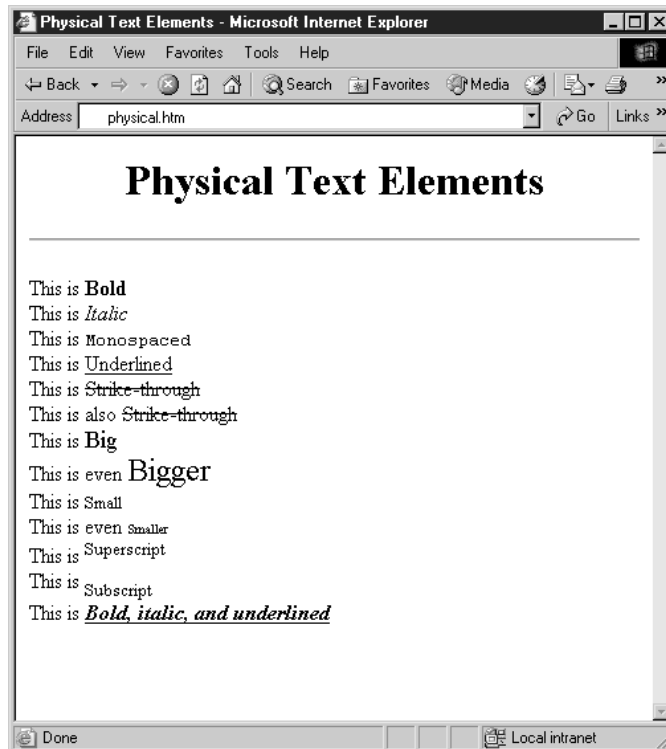 Physical Text Elements - Microsoft Internet Explorer
File Edit View Favorites Tools Help
Back Search Favorites Media »
Address physical.htm Go Links »
Physical Text Elements
This is Bold
This is Italic
This is Monospaced
This is Underlined
This is Strike-through
This is also Strike-through
This is Big
This is even Bigger
This is Small
This is even Smaller
This is Superscript
This is Subscript
This is Bold, italic, and underlined
Done Local intranet